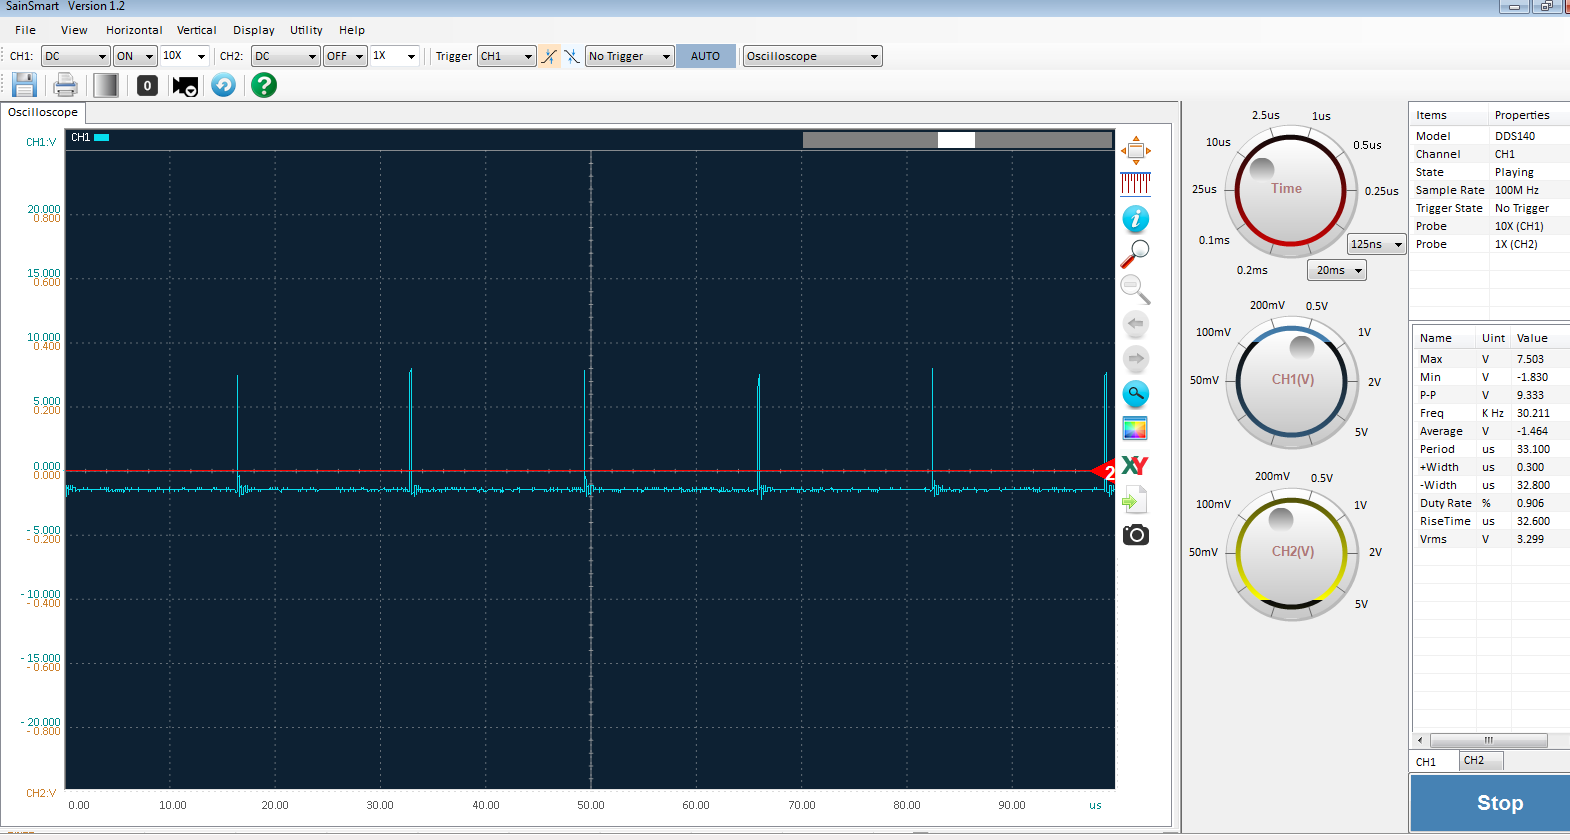 SainSmart Version 1.2
File View Horizontal Vertical Display Utility Help
CH1: DC ON 10X CH2: DC OFF 1X Trigger CH1 No Trigger AUTO Oscilloscope
0 ?
Oscilloscope
CH1:V CH1
20.000
0.800
15.000
0.600
10.000
0.400
5.000
0.200
0.000
0.000
- 5.000
- 0.200
- 10.000
- 0.400
- 15.000
- 0.600
- 20.000
- 0.800
CH2:V
2
0.00 10.00 20.00 30.00 40.00 50.00 60.00 70.00 80.00 90.00 us
i
XY
2.5us 1us
10us 0.5us
25us Time 0.25us
0.1ms 125ns
0.2ms 20ms
200mV 0.5V
100mV 1V
50mV CH1(V) 2V
5V
200mV 0.5V
100mV 1V
50mV CH2(V) 2V
5V
Items Properties
Model DDS140
Channel CH1
State Playing
Sample Rate 100M Hz
Trigger State No Trigger
Probe 10X (CH1)
Probe 1X (CH2)
Name Uint Value
Max V 7.503
Min V -1.830
P-P V 9.333
Freq K Hz 30.211
Average V -1.464
Period us 33.100
+Width us 0.300
-Width us 32.800
Duty Rate % 0.906
RiseTime us 32.600
Vrms V 3.299
CH1 CH2
Stop